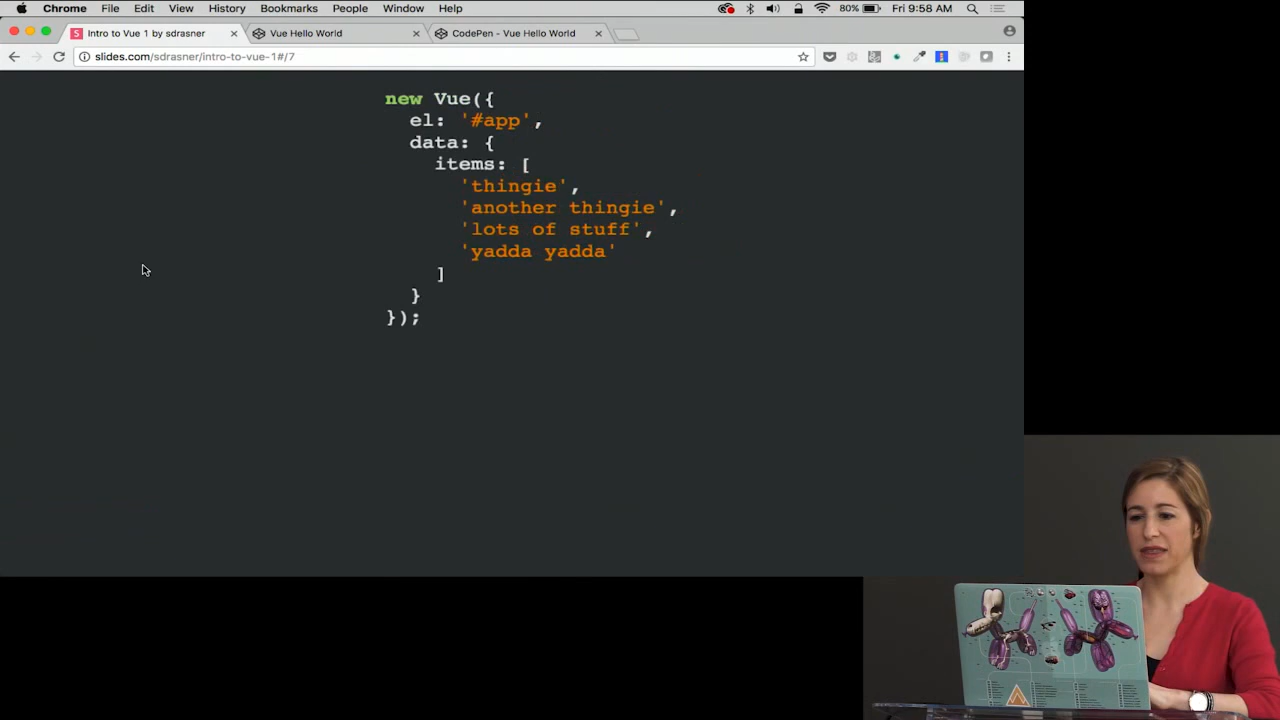 Chrome File Edit View History Bookmarks People Window Help 80% Fri 9:58 AM
S Intro to Vue 1 by sdrasner Vue Hello World CodePen - Vue Hello World
slides.com/sdrasner/intro-to-vue-1#/7
new Vue({
el: '#app',
data: {
items: [
'thingie',
'another thingie',
'lots of stuff',
'yadda yadda'
]
}
});